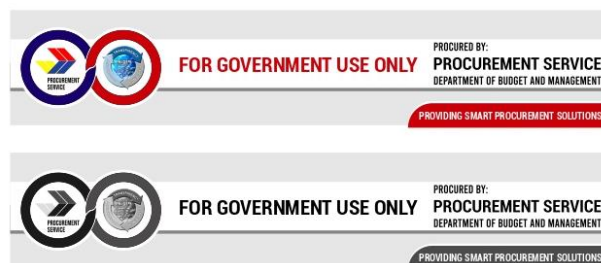 PROCUREMENT
SERVICE
FOR GOVERNMENT USE ONLY
PROCURED BY:
PROCUREMENT SERVICE
DEPARTMENT OF BUDGET AND MANAGEMENT
PROVIDING SMART PROCUREMENT SOLUTIONS
PROCUREMENT
SERVICE
FOR GOVERNMENT USE ONLY
PROCURED BY:
PROCUREMENT SERVICE
DEPARTMENT OF BUDGET AND MANAGEMENT
PROVIDING SMART PROCUREMENT SOLUTIONS